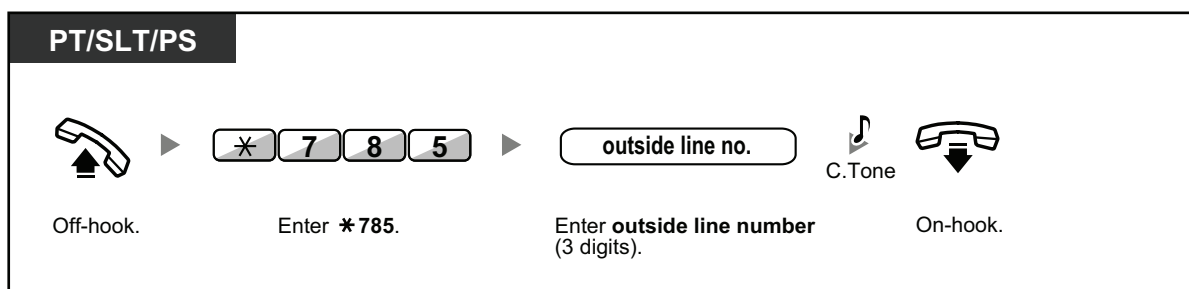 PT/SLT/PS
* 7 8 5
outside line no.
C.Tone
Off-hook.
Enter *785.
Enter outside line number
(3 digits).
On-hook.